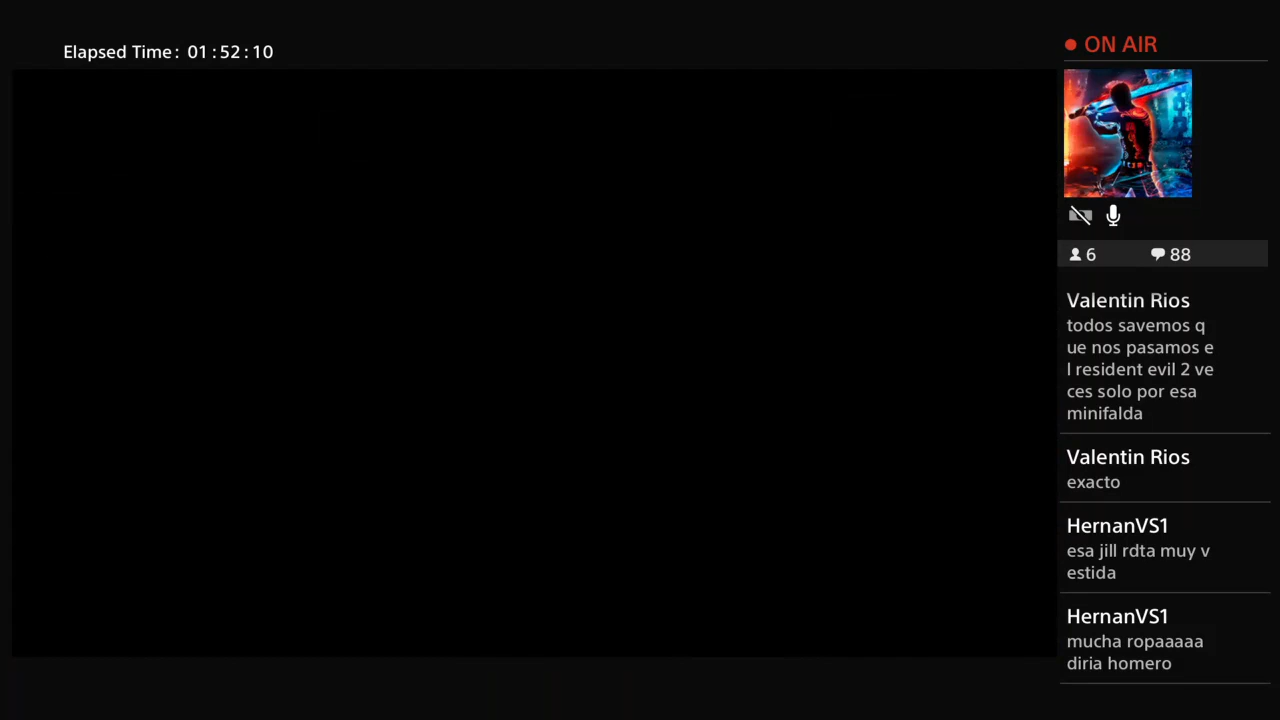 Elapsed Time: 01:52:10
ON AIR
6 88
Valentin Rios
todos savemos q
ue nos pasamos e
l resident evil 2 ve
ces solo por esa
minifalda
Valentin Rios
exacto
HernanVS1
esa jill rdta muy v
estida
HernanVS1
mucha ropaaaaa
diria homero